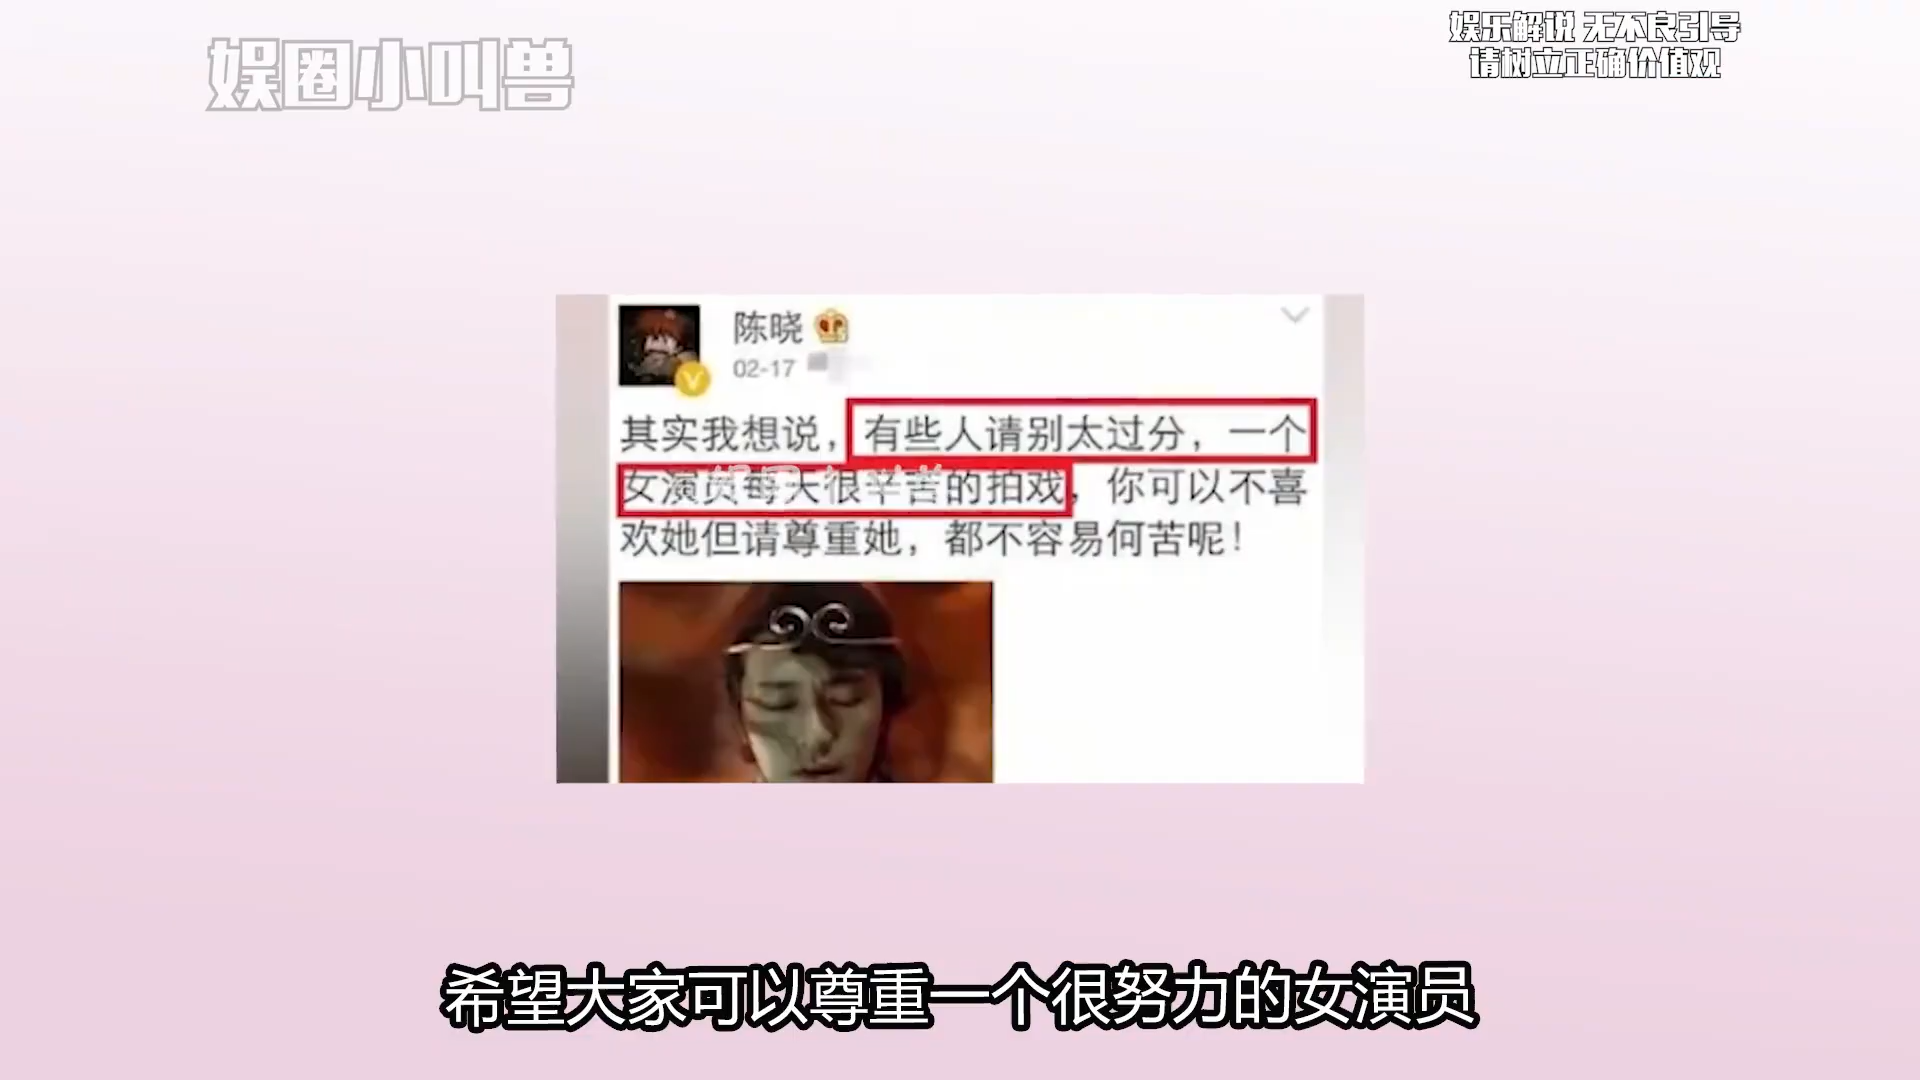 娱圈小叫兽
娱乐解说 无不良引导
请树立正确价值观
陈晓
02-17
其实我想说，有些人请别太过分，一个
女演员每天很辛苦的拍戏，你可以不喜
欢她但请尊重她，都不容易何苦呢！
希望大家可以尊重一个很努力的女演员